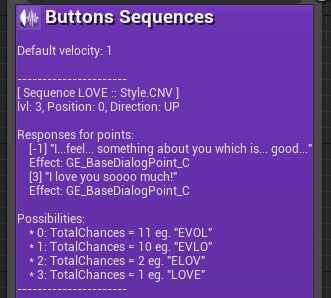 Buttons Sequences
Default velocity: 1
----------------------
[ Sequence LOVE :: Style.CNV ]
lvl: 3, Position: 0, Direction: UP
Responses for points:
[-1] "I...feel... something about you which is... good..."
Effect: GE_BaseDialogPoint_C
[3] "I love you soooo much!"
Effect: GE_BaseDialogPoint_C
Possibilities:
* 0: TotalChances = 11 eg. "EVOL"
* 1: TotalChances = 10 eg. "EVLO"
* 2: TotalChances = 2 eg. "ELOV"
* 3: TotalChances = 1 eg. "LOVE"
----------------------